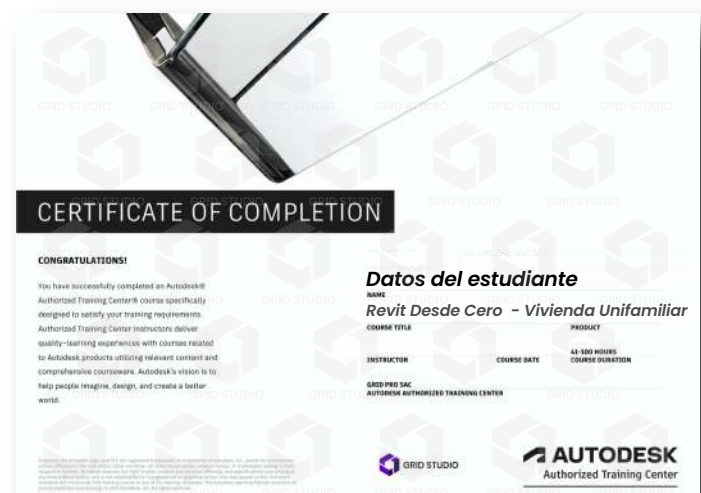 CERTIFICATE OF COMPLETION
CONGRATULATIONS!
You have successfully completed an Autodesk®
Authorized Training Center® course specifically
designed to satisfy your training requirements.
Authorized Training Center instructors deliver
quality-learning experiences with courses related
to Autodesk products utilizing relevant content and
comprehensive courseware. Autodesk's vision is to
help people imagine, design, and create a better
world.
Datos del estudiante
NAME
Revit Desde Cero - Vivienda Unifamiliar
COURSE TITLE PRODUCT
41-100 HOURS
INSTRUCTOR COURSE DATE COURSE DURATION
GRID PRO SAC
AUTODESK AUTHORIZED TRAINING CENTER
GRID STUDIO
AUTODESK
Authorized Training Center